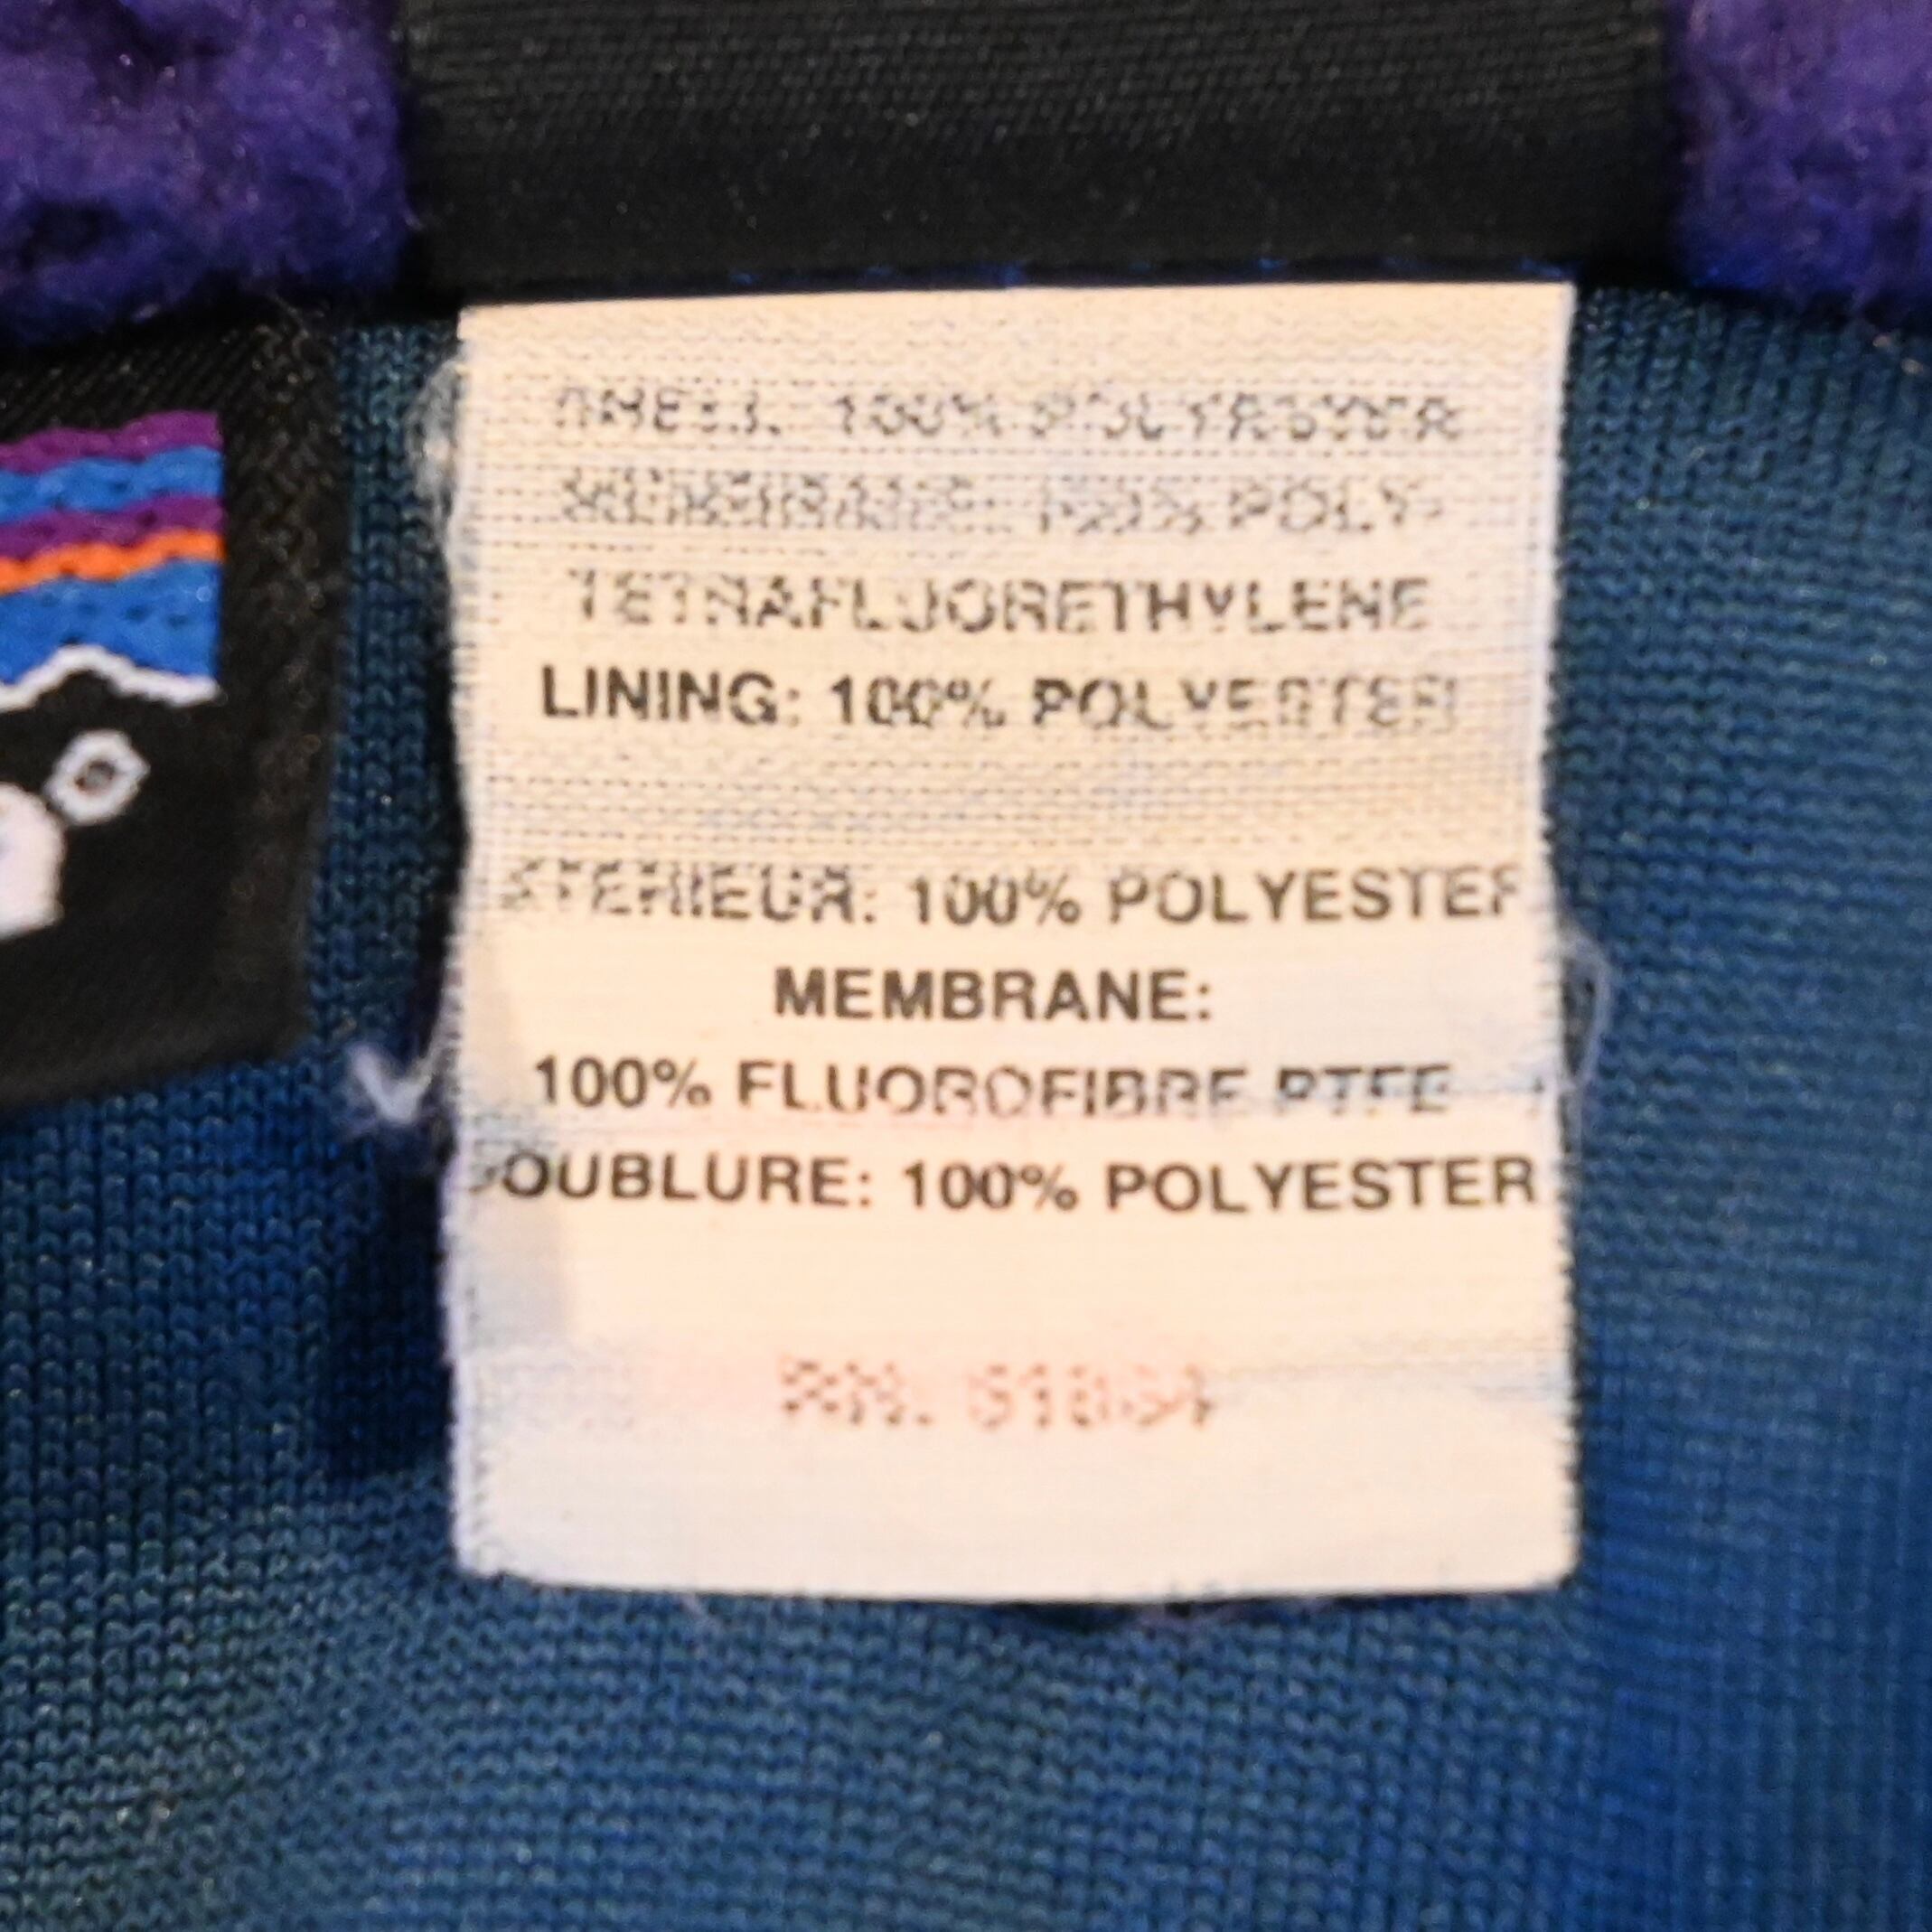 SHELL: 100% POLYESTER
MEMBRANE: 100% POLY-
TETRAFLUORETHYLENE
LINING: 100% POLYESTER
XTERIEUR: 100% POLYESTER
MEMBRANE:
100% FLUOROFIBRE PTFE
DOUBLURE: 100% POLYESTER
RN. 51884